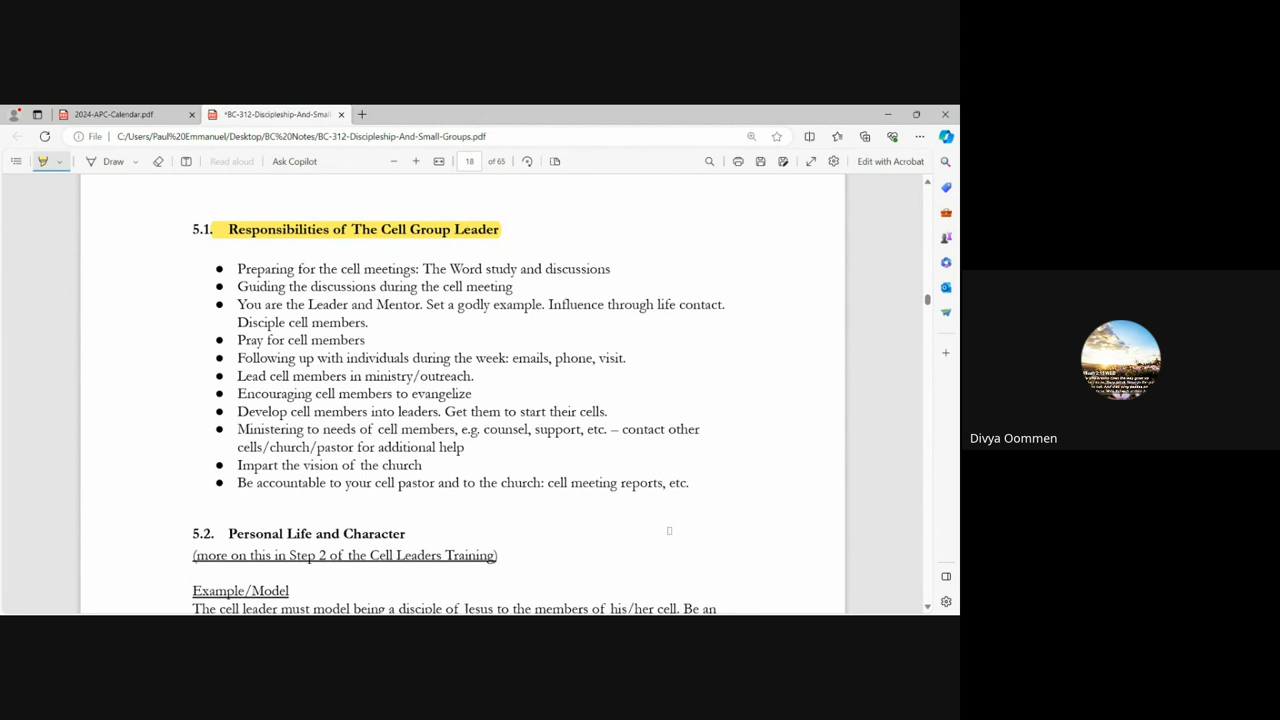 2024-APC-Calendar.pdf
*BC-312-Discipleship-And-Small-
File
C:/Users/Paul%20Emmanuel/Desktop/BC%20Notes/BC-312-Discipleship-And-Small-Groups.pdf
Draw
Read aloud
Ask Copilot
18 of 65
Edit with Acrobat
5.1. Responsibilities of The Cell Group Leader
● Preparing for the cell meetings: The Word study and discussions
● Guiding the discussions during the cell meeting
● You are the Leader and Mentor. Set a godly example. Influence through life contact.
Disciple cell members.
● Pray for cell members
● Following up with individuals during the week: emails, phone, visit.
● Lead cell members in ministry/outreach.
● Encouraging cell members to evangelize
● Develop cell members into leaders. Get them to start their cells.
● Ministering to needs of cell members, e.g. counsel, support, etc. – contact other
cells/church/pastor for additional help
● Impart the vision of the church
● Be accountable to your cell pastor and to the church: cell meeting reports, etc.
5.2. Personal Life and Character
(more on this in Step 2 of the Cell Leaders Training)
Example/Model
The cell leader must model being a disciple of Jesus to the members of his/her cell. Be an
Divya Oommen